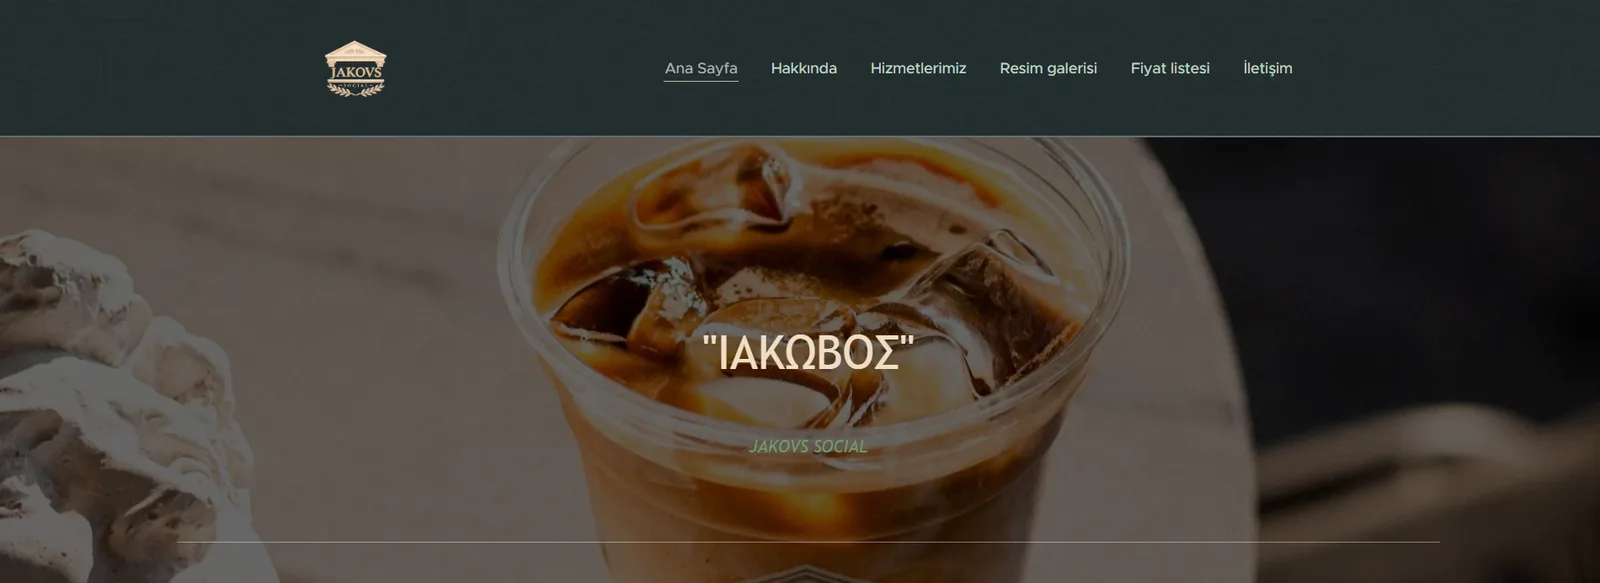 JAKOVS
SOCIAL
Ana Sayfa Hakkında Hizmetlerimiz Resim galerisi Fiyat listesi İletişim
"ΙΑΚΩΒΟΣ"
JAKOVS SOCIAL